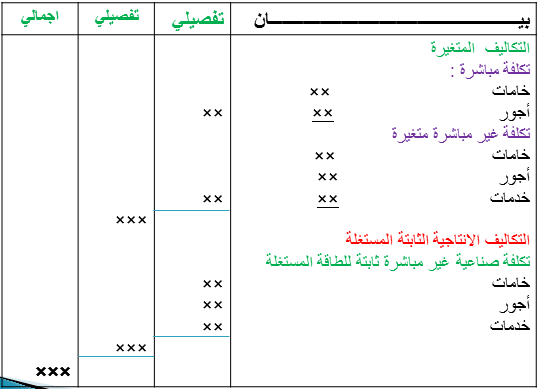 بيـــــــــــــــــــــــــــــــــان تفصيلي تفصيلي اجمالي
التكاليف المتغيرة
تكلفة مباشرة :
خامات ××
أجور ×× ××
تكلفة غير مباشرة متغيرة
خامات ××
أجور ××
خدمات ×× ××
×××
التكاليف الانتاجية الثابتة المستغلة
تكلفة صناعية غير مباشرة ثابتة للطاقة المستغلة
خامات ××
أجور ××
خدمات ××
×××
×××